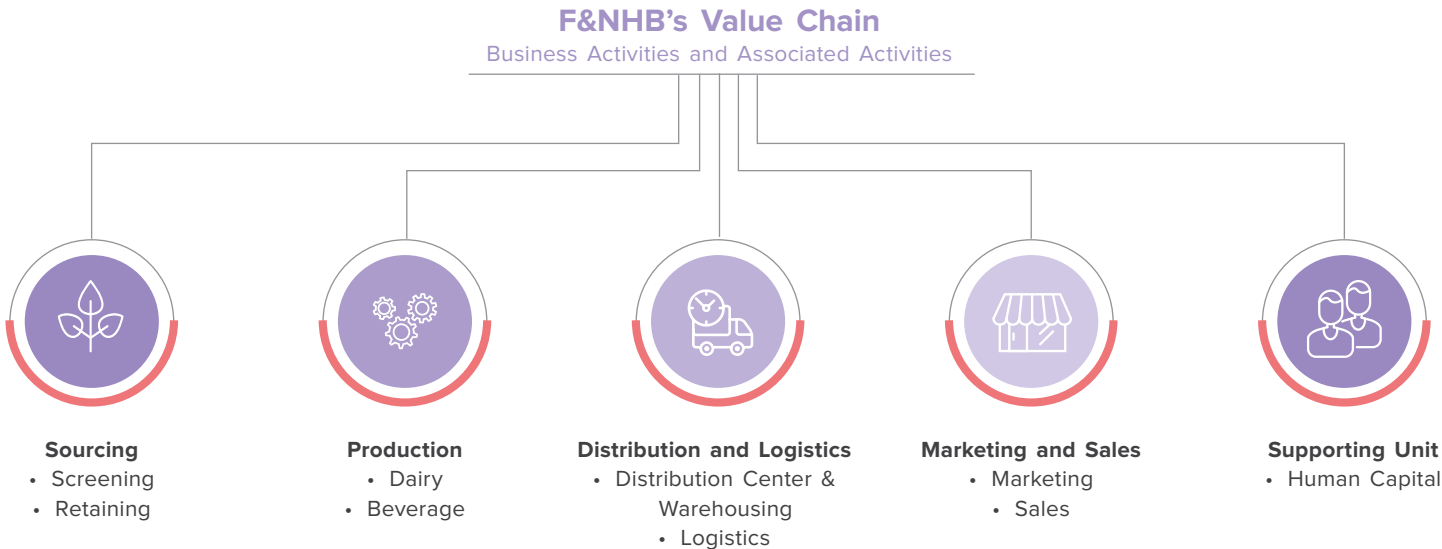 F&NHB's Value Chain
Business Activities and Associated Activities
Sourcing
• Screening
• Retaining
Production
• Dairy
• Beverage
Distribution and Logistics
• Distribution Center &
Warehousing
• Logistics
Marketing and Sales
• Marketing
• Sales
Supporting Unit
• Human Capital